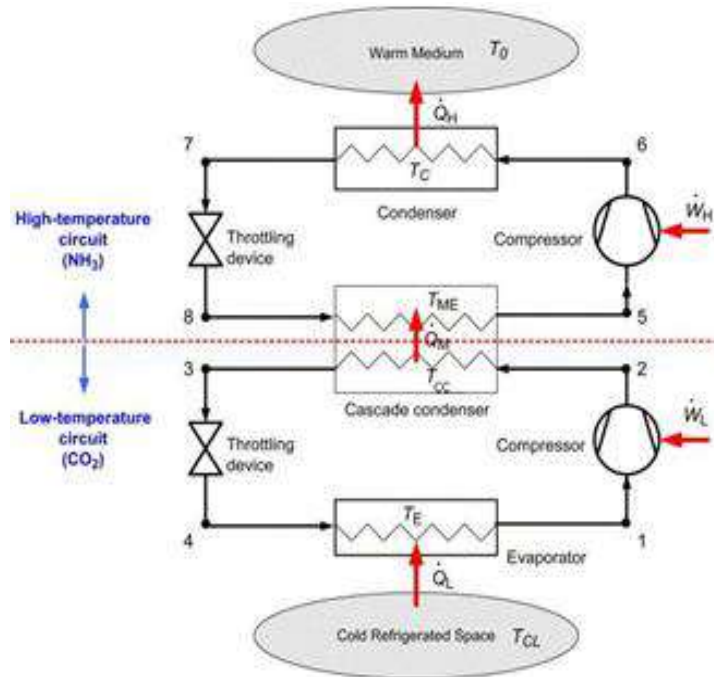 Warm Medium T0
Q̇H
7
6
TC
High-temperature
circuit
(NH3)
Throttling
device
Condenser
Compressor
ẆH
TME
8
5
Q̇M
3
2
TCC
Low-temperature
circuit
(CO2)
Cascade condenser
Throttling
device
Compressor
ẆL
TE
4
1
Evaporator
Q̇L
Cold Refrigerated Space TCL